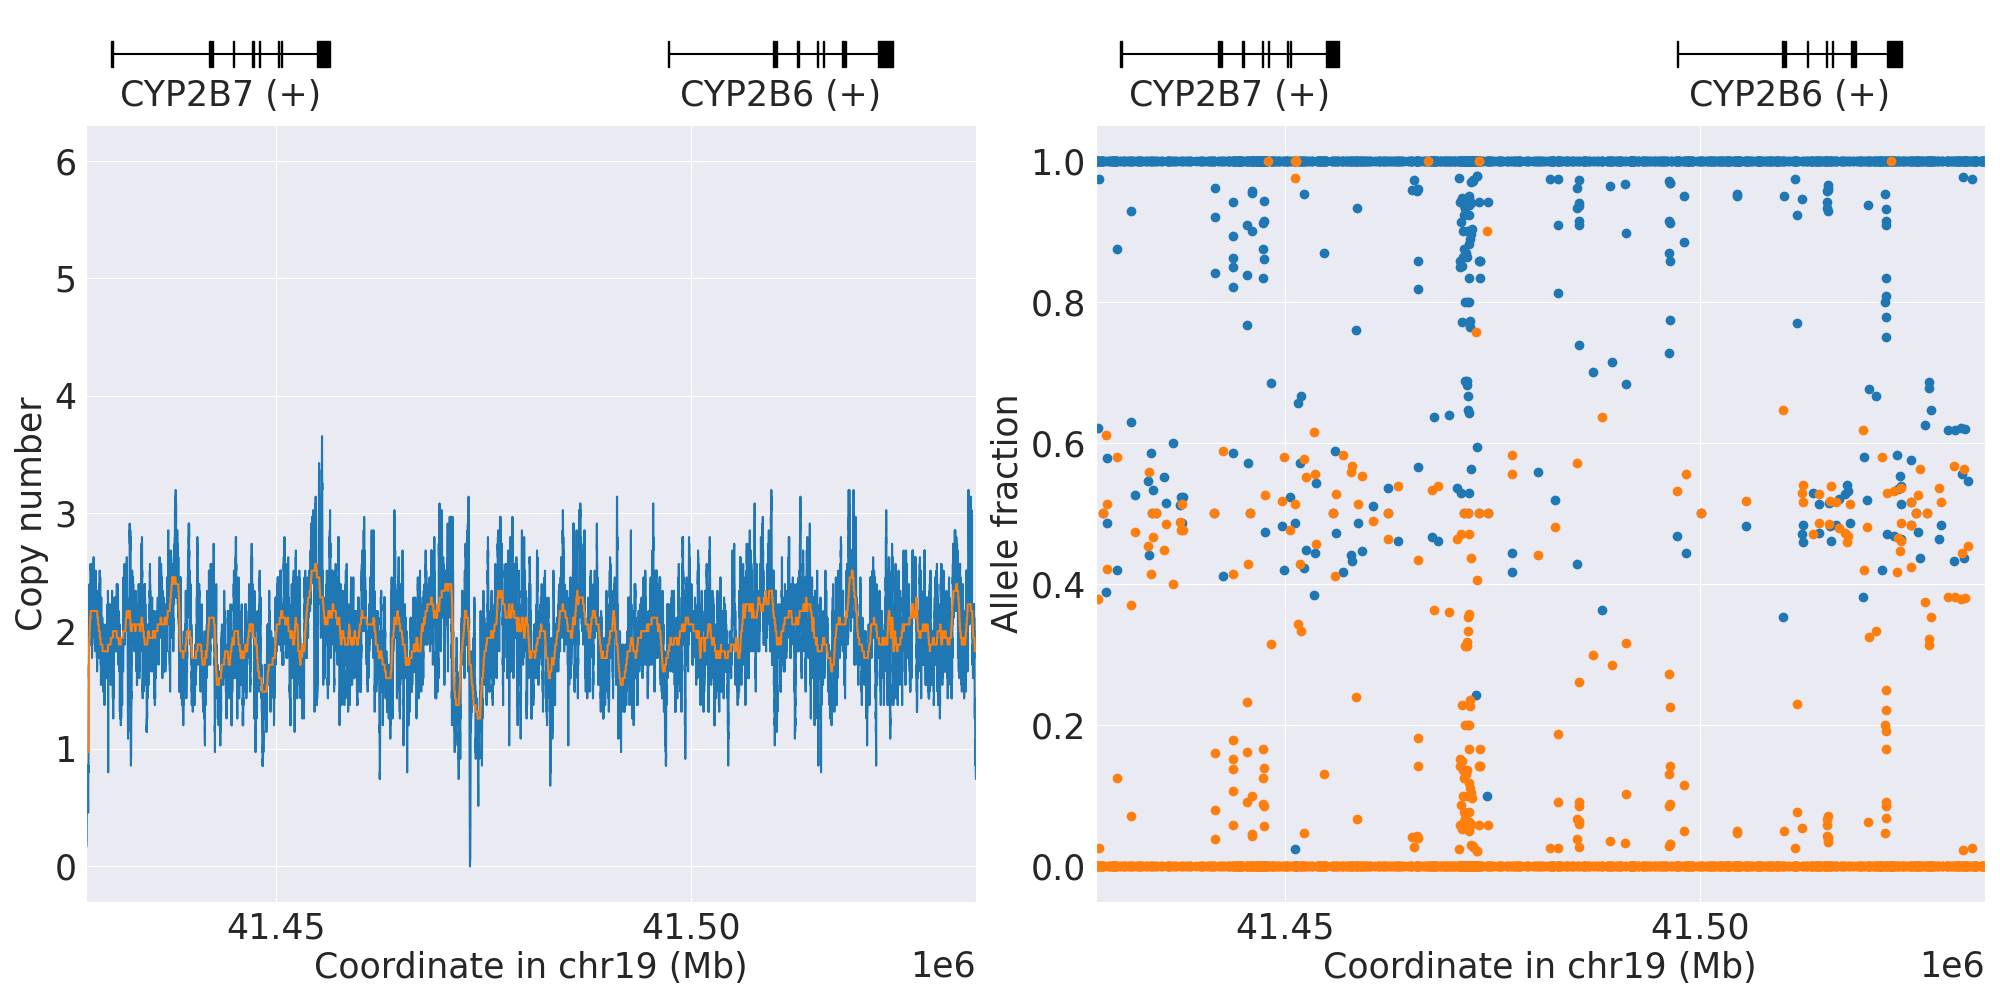 CYP2B7 (+)
CYP2B6 (+)
CYP2B7 (+)
CYP2B6 (+)
Copy number
6
5
4
3
2
1
0
41.45
41.50
Coordinate in chr19 (Mb)
1e6
Allele fraction
1.0
0.8
0.6
0.4
0.2
0.0
41.45
41.50
Coordinate in chr19 (Mb)
1e6